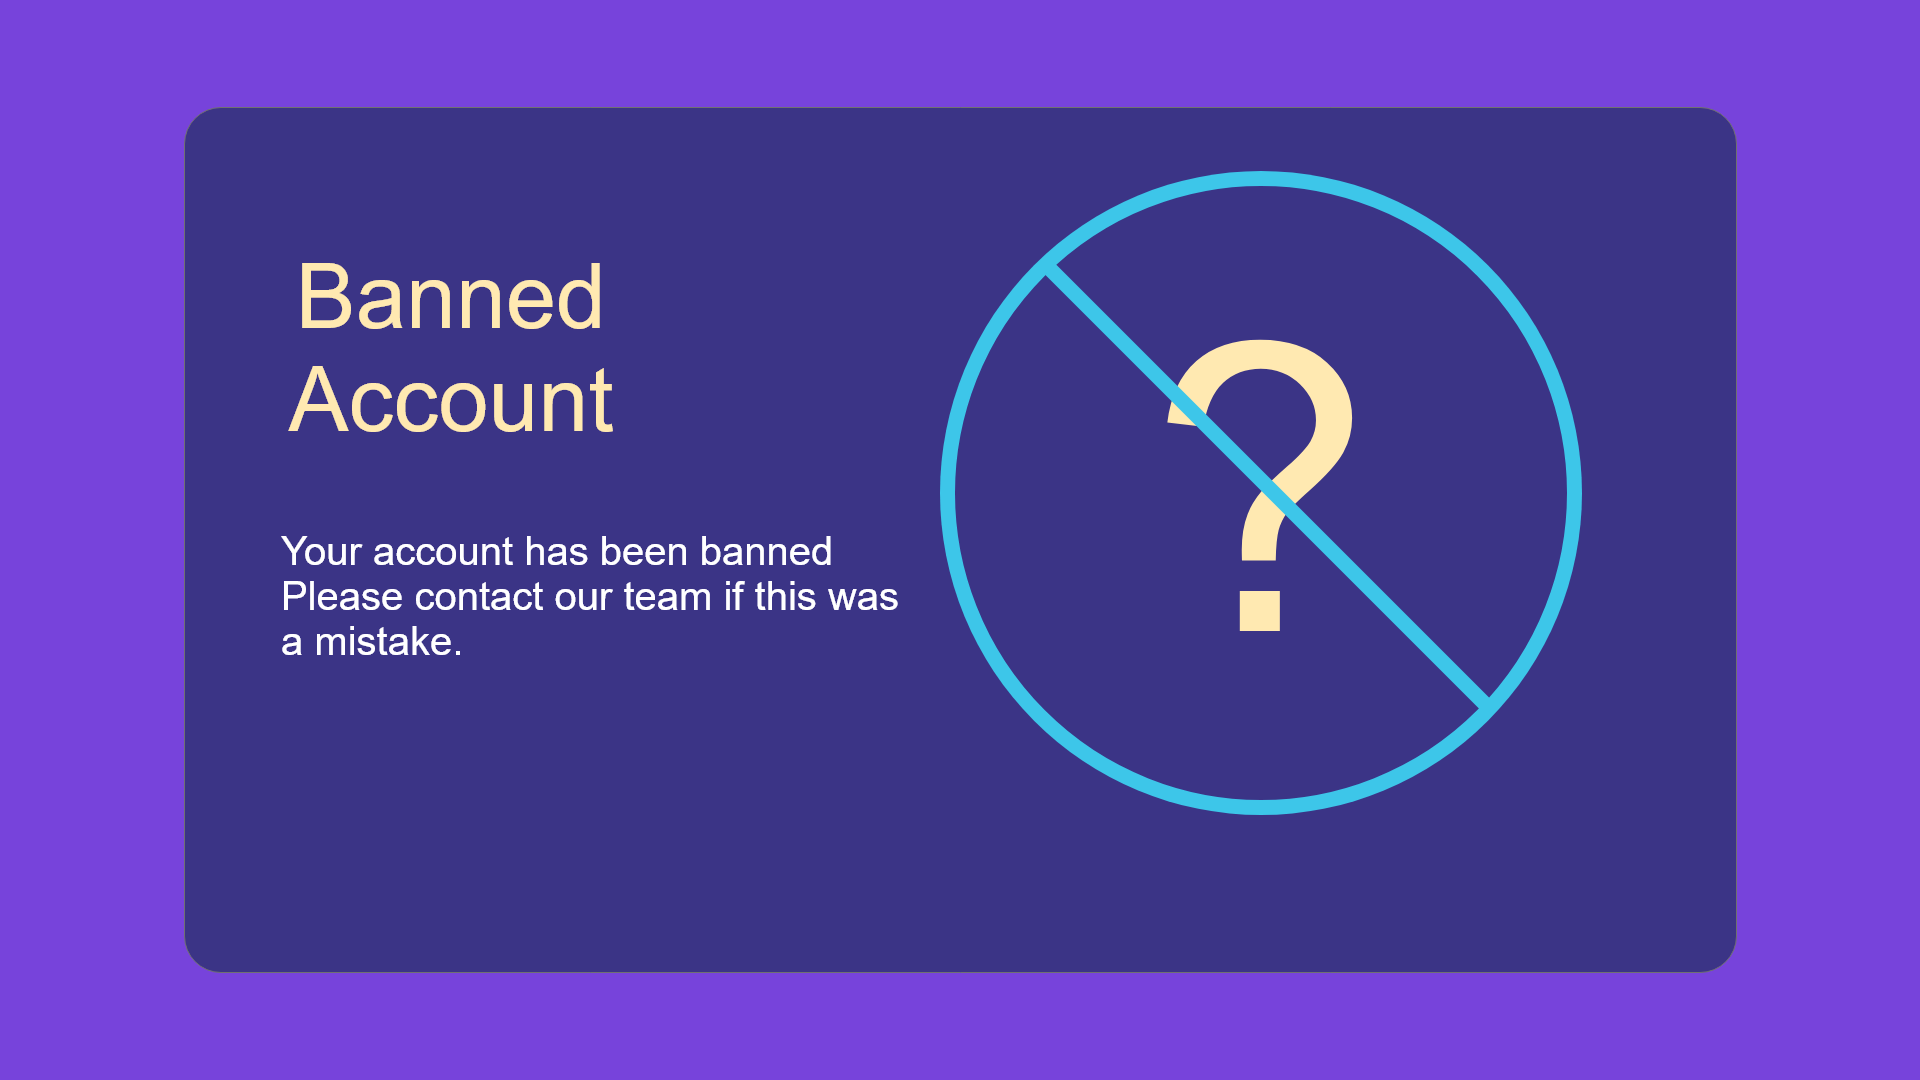 Banned
Account
Your account has been banned
Please contact our team if this was
a mistake.
?